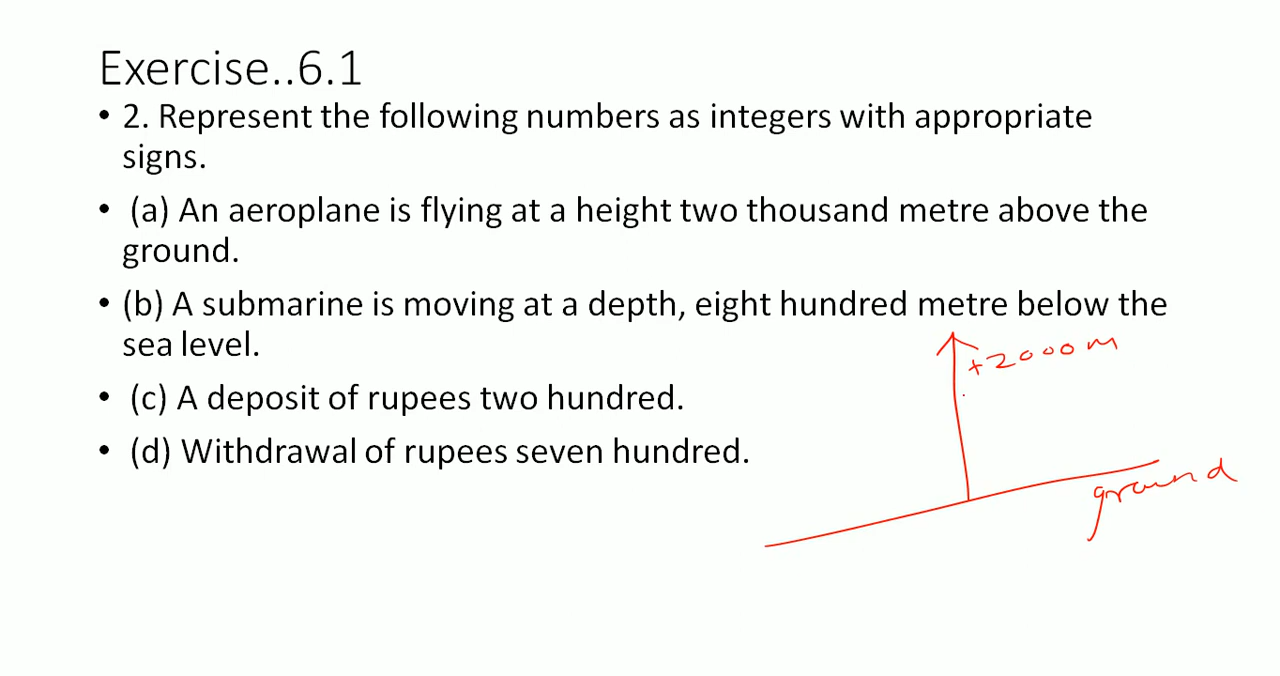 Exercise..6.1
• 2. Represent the following numbers as integers with appropriate
signs.
• (a) An aeroplane is flying at a height two thousand metre above the
ground.
• (b) A submarine is moving at a depth, eight hundred metre below the
sea level.
+2000m
• (c) A deposit of rupees two hundred.
• (d) Withdrawal of rupees seven hundred.
ground